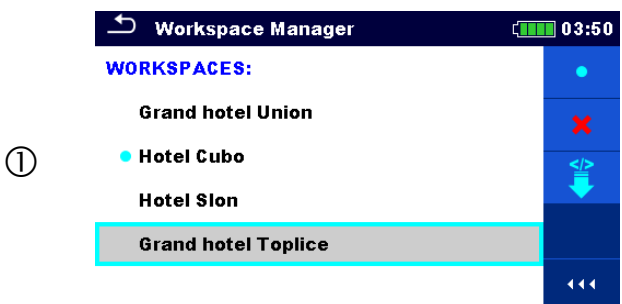 Workspace Manager 03:50
WORKSPACES:
Grand hotel Union
① Hotel Cubo
</>
Hotel Slon
Grand hotel Toplice